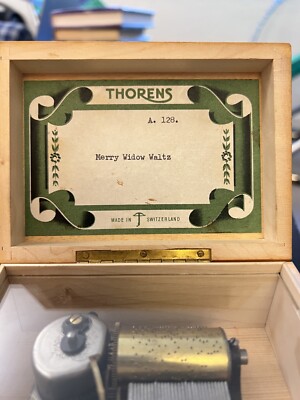 THORENS
A. 128.
Merry Widow Waltz
MADE IN SWITZERLAND